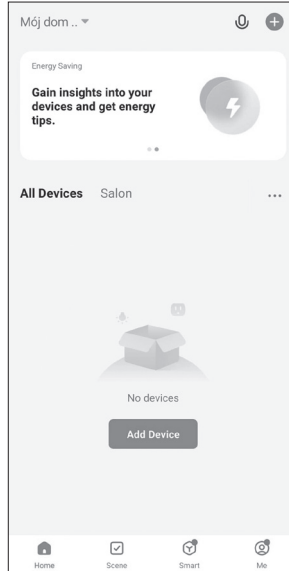 Mój dom ..
Energy Saving
Gain insights into your
devices and get energy
tips.
All Devices Salon
No devices
Add Device
Home Scene Smart Me